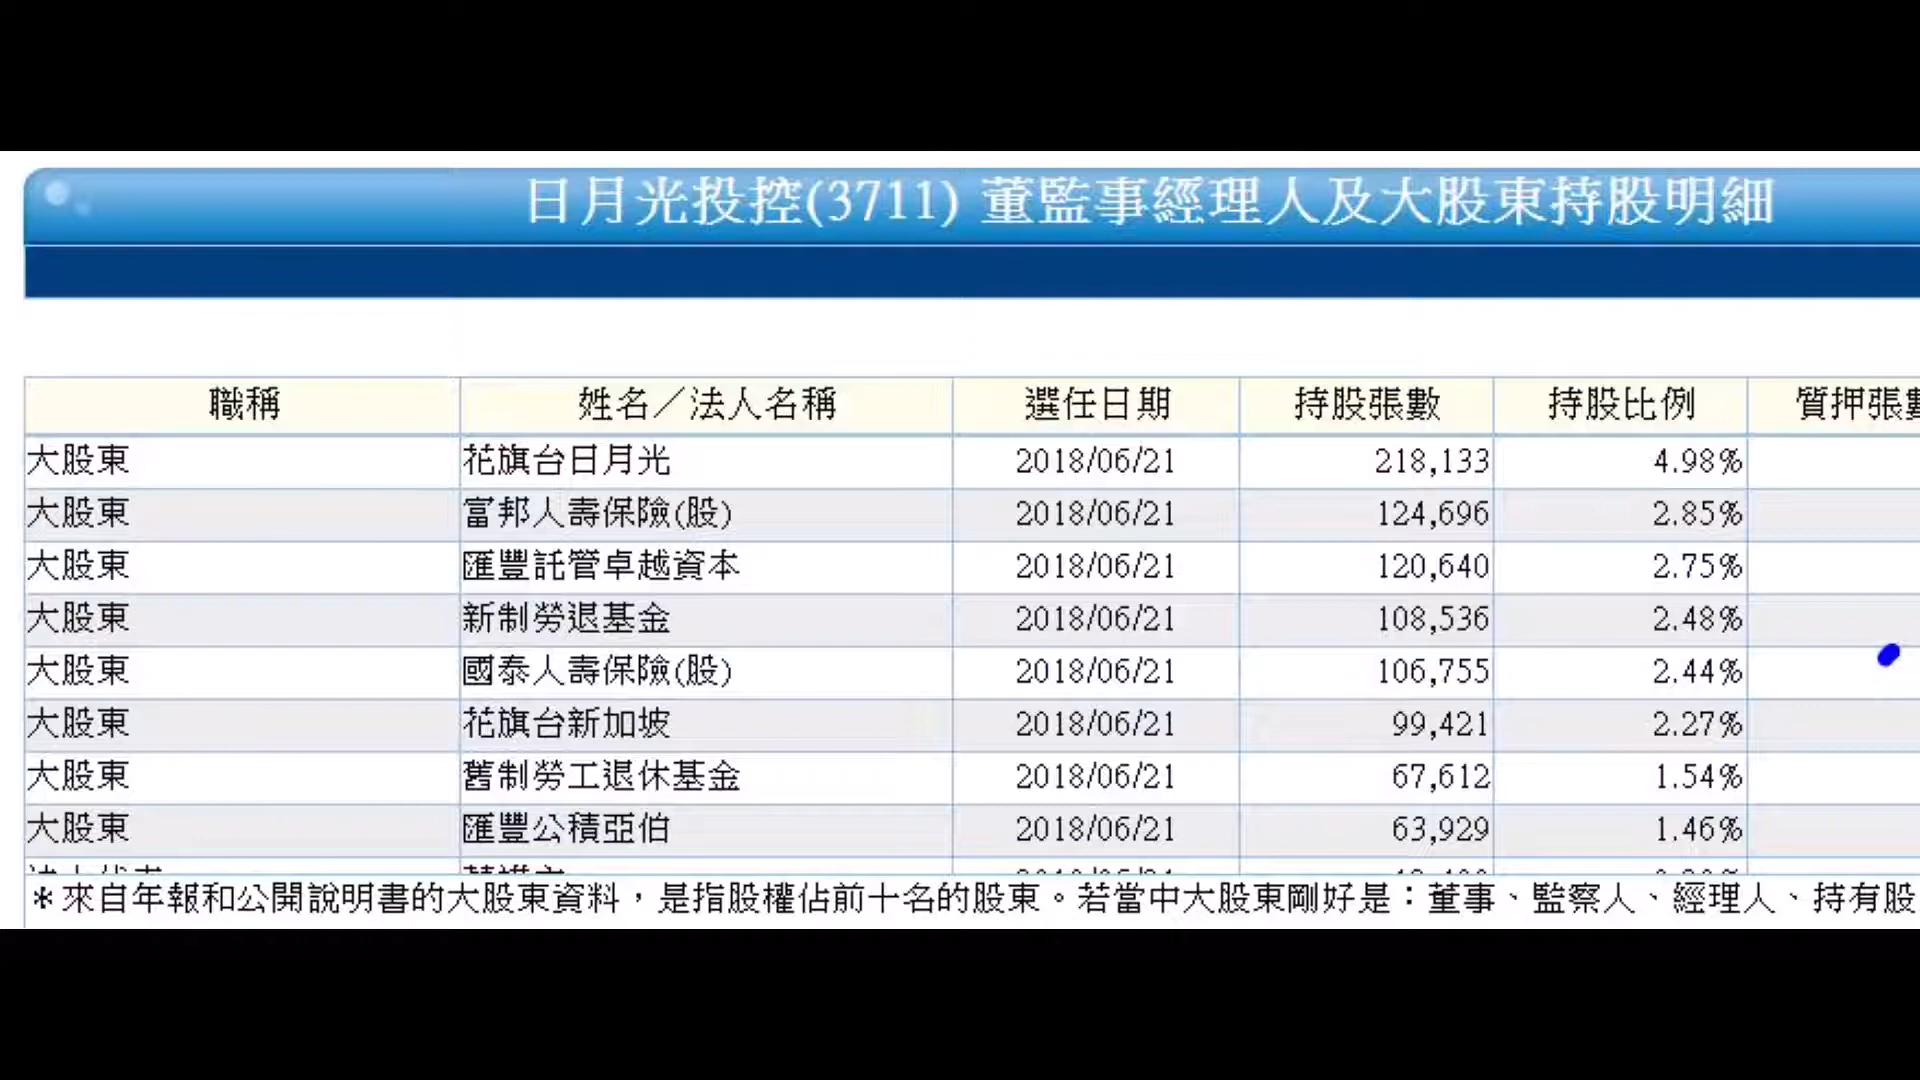 日月光投控(3711) 董監事經理人及大股東持股明細
職稱 姓名／法人名稱 選任日期 持股張數 持股比例 質押張數
大股東 花旗台日月光 2018/06/21 218,133 4.98%
大股東 富邦人壽保險(股) 2018/06/21 124,696 2.85%
大股東 匯豐託管卓越資本 2018/06/21 120,640 2.75%
大股東 新制勞退基金 2018/06/21 108,536 2.48%
大股東 國泰人壽保險(股) 2018/06/21 106,755 2.44%
大股東 花旗台新加坡 2018/06/21 99,421 2.27%
大股東 舊制勞工退休基金 2018/06/21 67,612 1.54%
大股東 匯豐公積亞伯 2018/06/21 63,929 1.46%
＊來自年報和公開說明書的大股東資料，是指股權佔前十名的股東。若當中大股東剛好是：董事、監察人、經理人、持有股